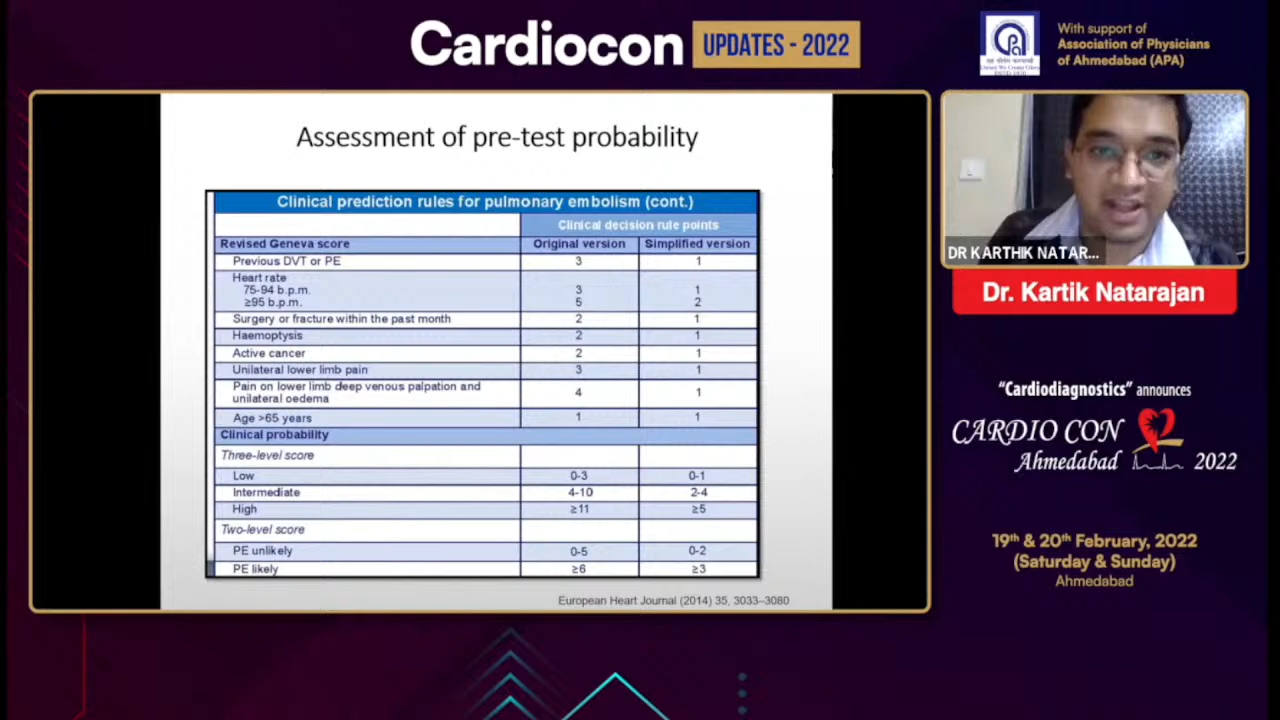 Cardiocon UPDATES - 2022
With support of
Association of Physicians
of Ahmedabad (APA)
Assessment of pre-test probability
Clinical prediction rules for pulmonary embolism (cont.)
Clinical decision rule points
Revised Geneva score Original version Simplified version
Previous DVT or PE 3 1
Heart rate
75-94 b.p.m. 3 1
≥95 b.p.m. 5 2
Surgery or fracture within the past month 2 1
Haemoptysis 2 1
Active cancer 2 1
Unilateral lower limb pain 3 1
Pain on lower limb deep venous palpation and
unilateral oedema 4 1
Age >65 years 1 1
Clinical probability
Three-level score
Low 0-3 0-1
Intermediate 4-10 2-4
High ≥11 ≥5
Two-level score
PE unlikely 0-5 0-2
PE likely ≥6 ≥3
European Heart Journal (2014) 35, 3033–3080
DR KARTHIK NATAR...
Dr. Kartik Natarajan
“Cardiodiagnostics” announces
CARDIO CON
Ahmedabad 2022
19th & 20th February, 2022
(Saturday & Sunday)
Ahmedabad